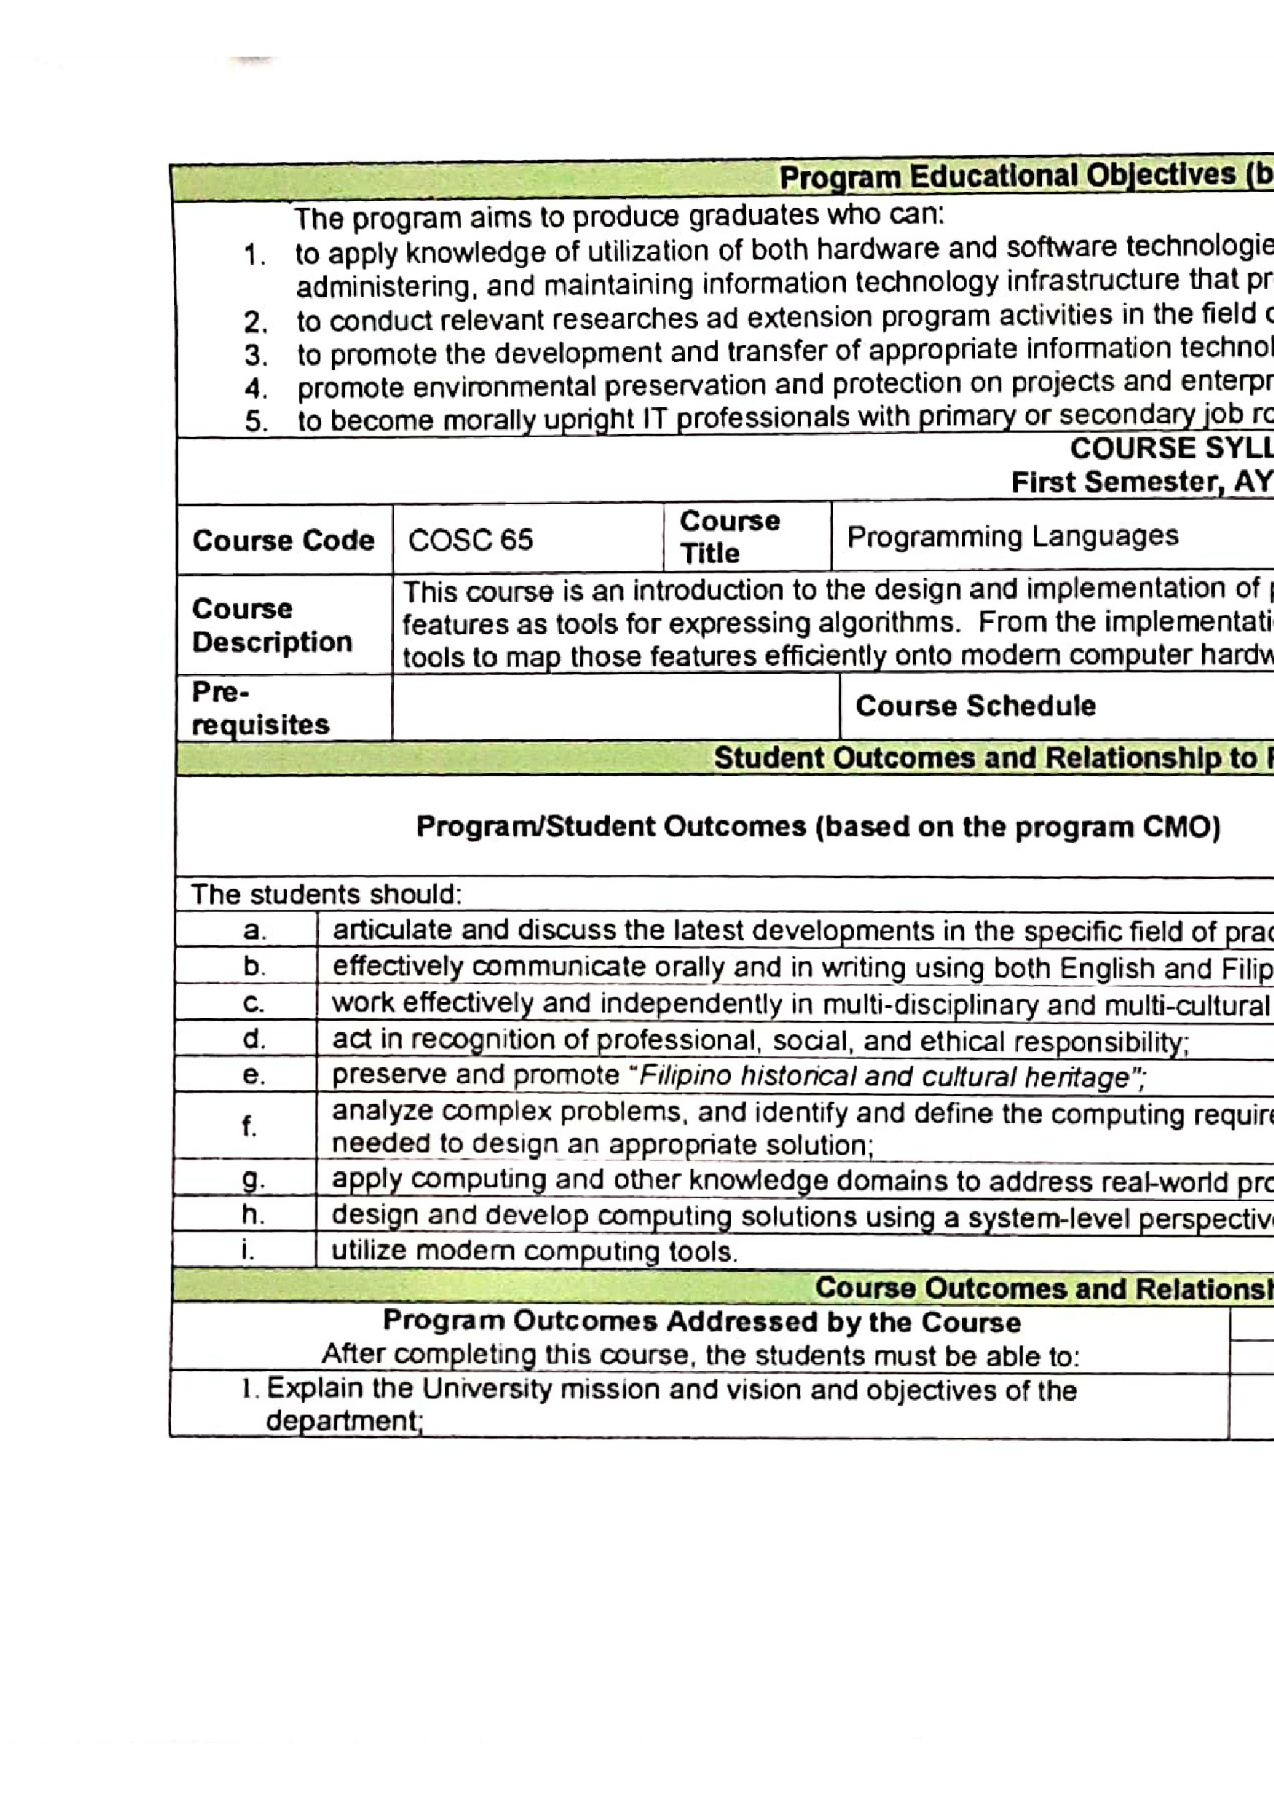 Program Educational Objectives (b
The program aims to produce graduates who can:
1. to apply knowledge of utilization of both hardware and software technologie
administering, and maintaining information technology infrastructure that pr
2. to conduct relevant researches ad extension program activities in the field
3. to promote the development and transfer of appropriate information technol
4. promote environmental preservation and protection on projects and enterpr
5. to become morally upright IT professionals with primary or secondary job ro
COURSE SYLL
First Semester, AY
Course Code COSC 65 Course Title Programming Languages
Course Description
This course is an introduction to the design and implementation of
features as tools for expressing algorithms. From the implementati
tools to map those features efficiently onto modern computer hardw
Pre-requisites Course Schedule
Student Outcomes and Relationship to
Program/Student Outcomes (based on the program CMO)
The students should:
a. articulate and discuss the latest developments in the specific field of prac
b. effectively communicate orally and in writing using both English and Filip
c. work effectively and independently in multi-disciplinary and multi-cultural
d. act in recognition of professional, social, and ethical responsibility;
e. preserve and promote "Filipino historical and cultural heritage";
f. analyze complex problems, and identify and define the computing require
needed to design an appropriate solution;
g. apply computing and other knowledge domains to address real-world pro
h. design and develop computing solutions using a system-level perspectiv
i. utilize modern computing tools.
Course Outcomes and Relations
Program Outcomes Addressed by the Course
After completing this course, the students must be able to:
1. Explain the University mission and vision and objectives of the
department;